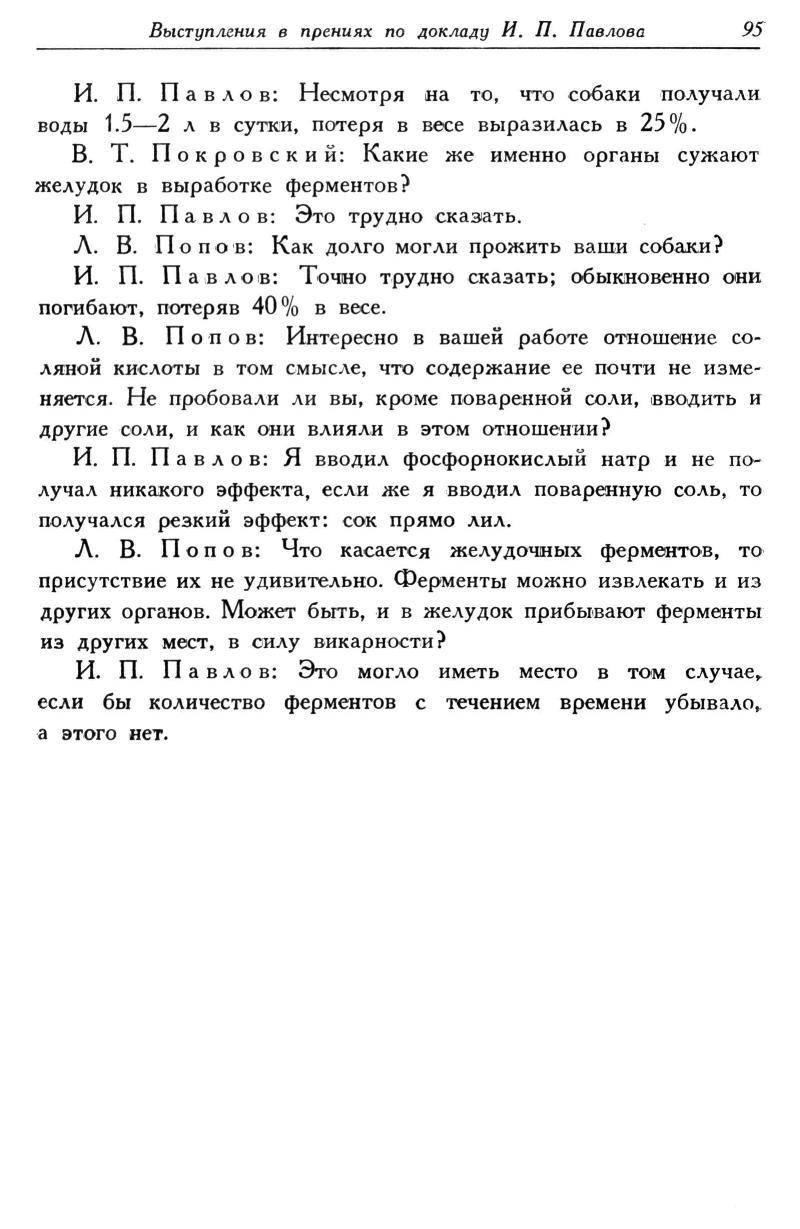 Выступления в прениях по докладу И. П. Павлова 95
И. П. Павлов: Несмотря на то, что собаки получали
воды 1.5—2 л в сутки, потеря в весе выразилась в 25%.
В. Т. Покровский: Какие же именно органы сужают
желудок в выработке ферментов?
И. П. Павлов: Это трудно сказать.
Л. В. Попов: Как долго могли прожить ваши собаки?
И. П. Павлов: Точно трудно сказать; обыкновенно они
погибают, потеряв 40% в весе.
Л. В. Попов: Интересно в вашей работе отношение со-
ляной кислоты в том смысле, что содержание ее почти не изме-
няется. Не пробовали ли вы, кроме поваренной соли, вводить и
другие соли, и как они влияли в этом отношении?
И. П. Павлов: Я вводил фосфорнокислый натр и не по-
лучал никакого эффекта, если же я вводил поваренную соль, то
получался резкий эффект: сок прямо лил.
Л. В. Попов: Что касается желудочных ферментов, то
присутствие их не удивительно. Ферменты можно извлекать и из
других органов. Может быть, и в желудок прибывают ферменты
из других мест, в силу викарности?
И. П. Павлов: Это могло иметь место в том случае,
если бы количество ферментов с течением времени убывало,
а этого нет.